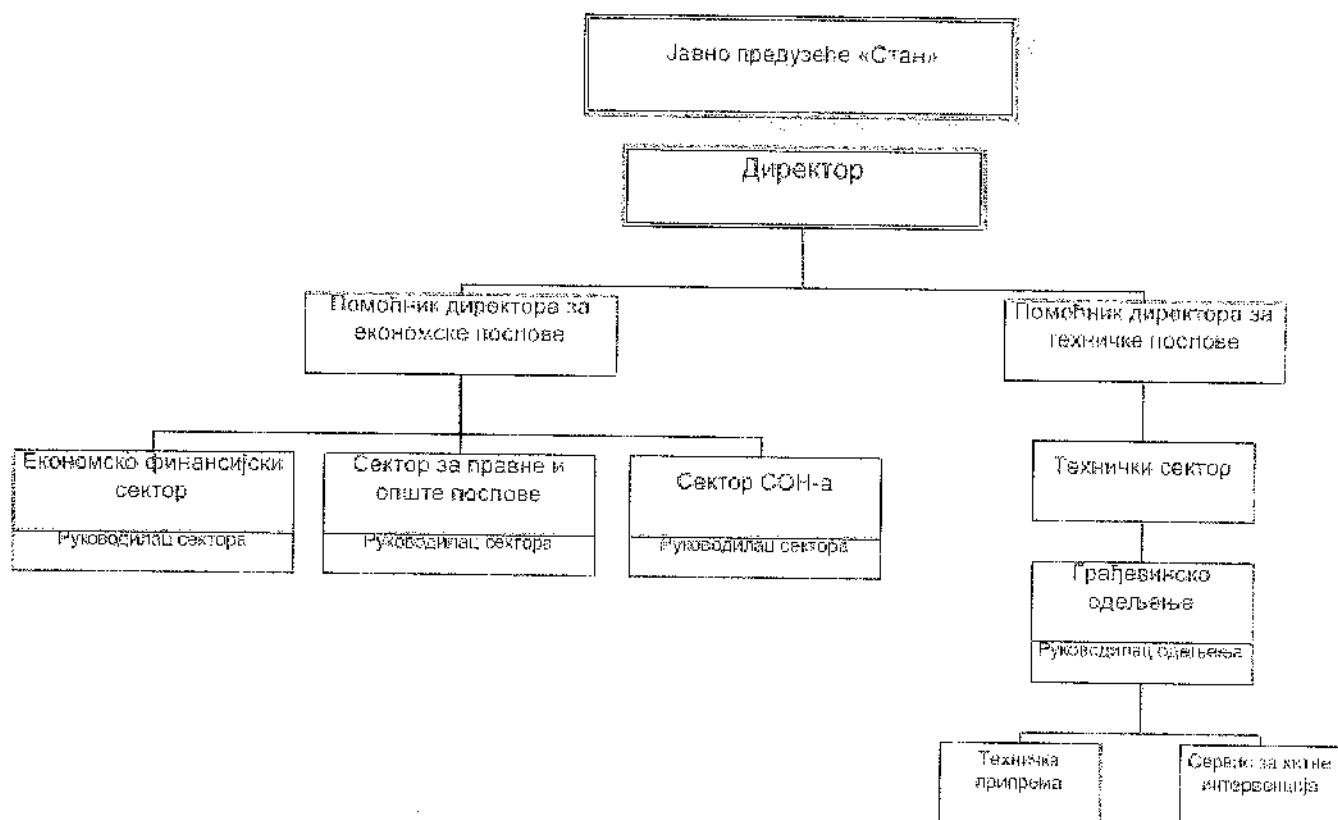 Јавно предузеће «Стан»
Директор
Помоћник директора за
економске послове
Помоћник директора за
техничке послове
Економско финансијски
сектор
Руководилац сектора
Сектор за правне и
опште послове
Руководилац сектора
Сектор СОН-а
Руководилац сектора
Технички сектор
Грађевинско
одељење
Руководилац одељења
Техничка
припрема
Сервис за хитне
интервенција